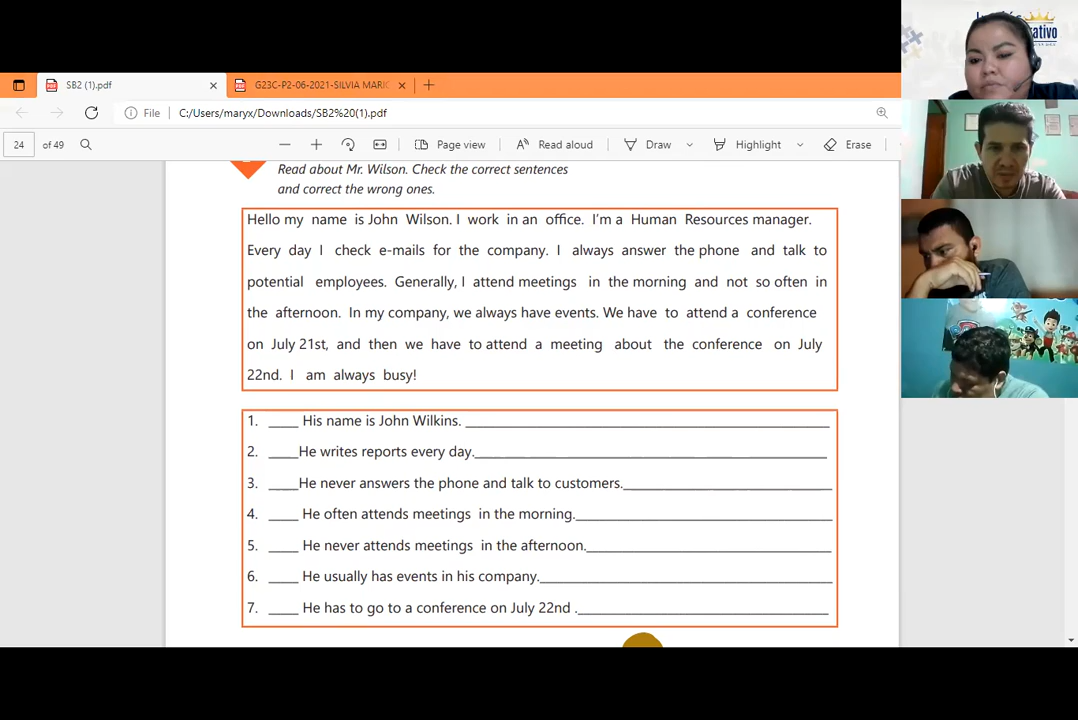 SB2 (1).pdf
G23C-P2-06-2021-SILVIA MARIC
File C:/Users/maryx/Downloads/SB2%20(1).pdf
24 of 49 Page view Read aloud Draw Highlight Erase
Read about Mr. Wilson. Check the correct sentences
and correct the wrong ones.
Hello my name is John Wilson. I work in an office. I'm a Human Resources manager.
Every day I check e-mails for the company. I always answer the phone and talk to
potential employees. Generally, I attend meetings in the morning and not so often in
the afternoon. In my company, we always have events. We have to attend a conference
on July 21st, and then we have to attend a meeting about the conference on July
22nd. I am always busy!
1. ____ His name is John Wilkins. ____
2. ____He writes reports every day.____
3. ____He never answers the phone and talk to customers.____
4. ____ He often attends meetings in the morning.____
5. ____ He never attends meetings in the afternoon.____
6. ____ He usually has events in his company.____
7. ____ He has to go to a conference on July 22nd .____